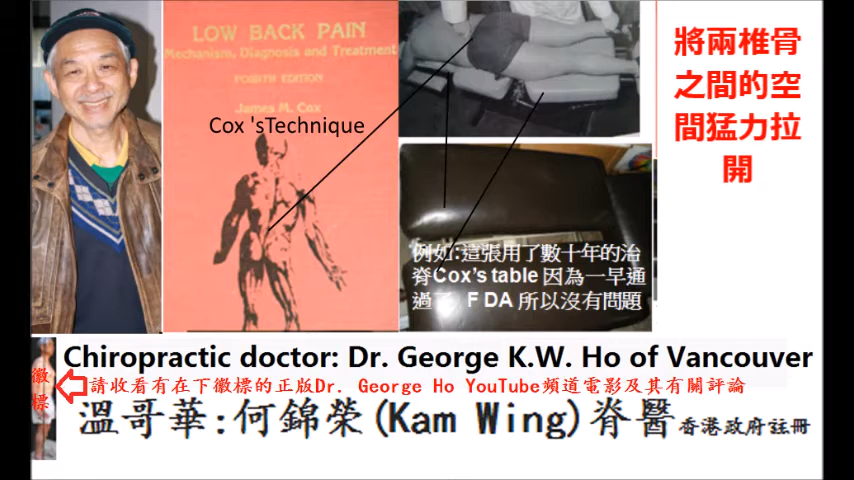 LOW BACK PAIN
Mechanism, Diagnosis and Treatment
FOURTH EDITION
James M. Cox
Cox 'sTechnique
將兩椎骨
之間的空
間猛力拉
開
例如:這張用了數十年的治
脊Cox's table 因為一早通
過了 FDA 所以沒有問題
Chiropractic doctor: Dr. George K.W. Ho of Vancouver
徽
標
請收看有在下徽標的正版Dr. George Ho YouTube頻道電影及其有關評論
溫哥華:何錦榮(Kam Wing)脊醫香港政府註冊